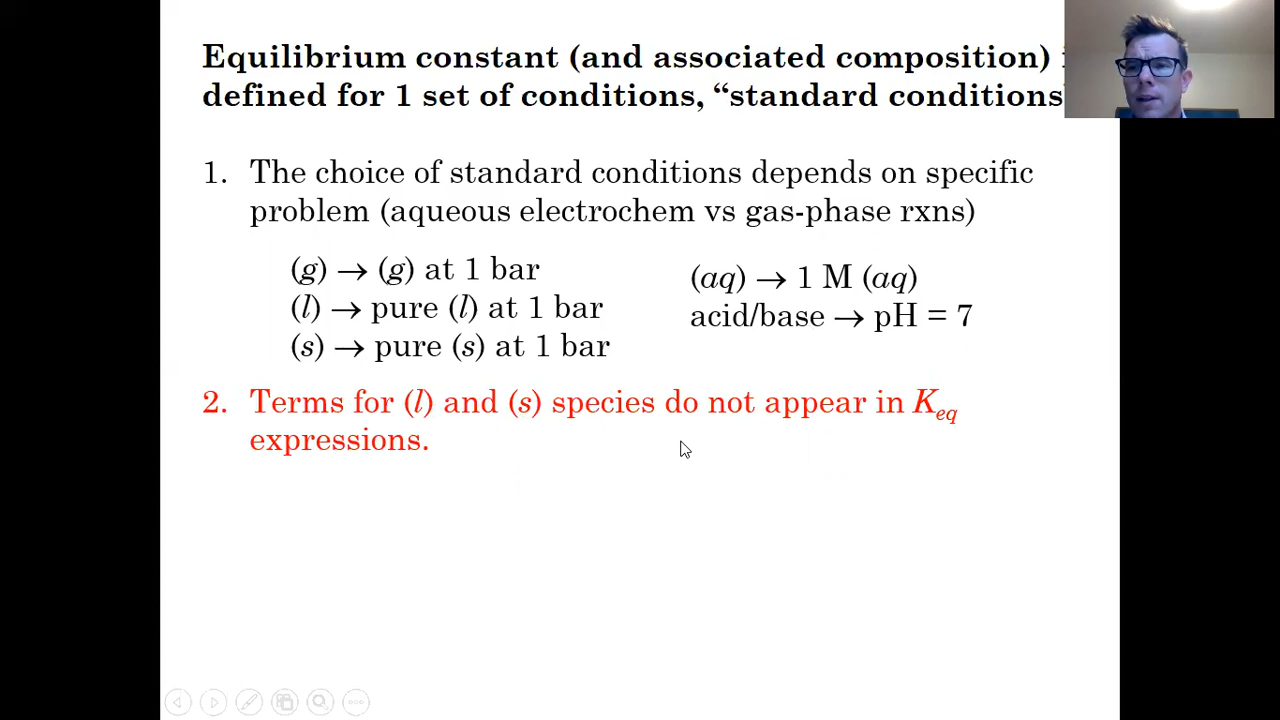 Equilibrium constant (and associated composition)
defined for 1 set of conditions, “standard conditions
1. The choice of standard conditions depends on specific
problem (aqueous electrochem vs gas-phase rxns)
(g) → (g) at 1 bar
(l) → pure (l) at 1 bar
(s) → pure (s) at 1 bar
(aq) → 1 M (aq)
acid/base → pH = 7
2. Terms for (l) and (s) species do not appear in Keq
expressions.